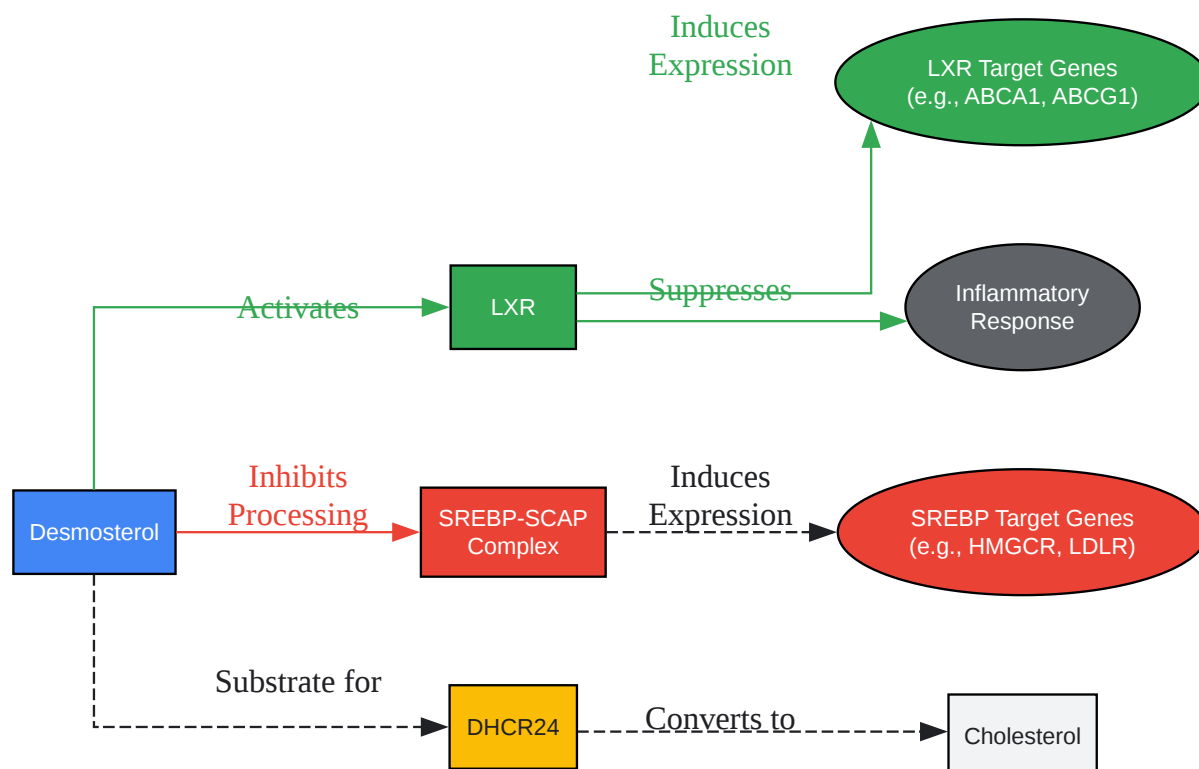 Induces
Expression
LXR Target Genes
(e.g., ABCA1, ABCG1)
Activates
LXR
Suppresses
Inflammatory
Response
Desmosterol
Inhibits
Processing
SREBP-SCAP
Complex
Induces
Expression
SREBP Target Genes
(e.g., HMGCR, LDLR)
Substrate for
DHCR24
Converts to
Cholesterol